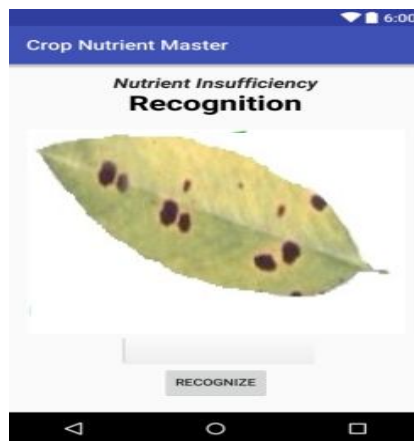 6:00
Crop Nutrient Master
Nutrient Insufficiency
Recognition
RECOGNIZE